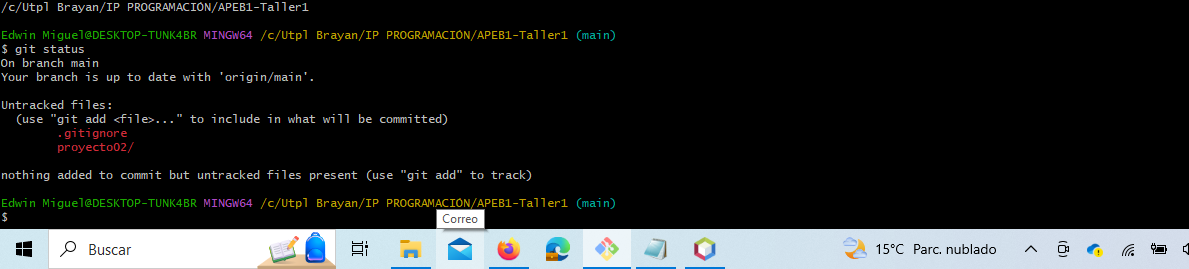 /c/Utpl Brayan/IP PROGRAMACIÓN/APEB1-Taller1
Edwin Miguel@DESKTOP-TUNK4BR MINGW64 /c/Utpl Brayan/IP PROGRAMACIÓN/APEB1-Taller1 (main)
$ git status
On branch main
Your branch is up to date with 'origin/main'.
Untracked files:
(use "git add <file>..." to include in what will be committed)
.gitignore
proyecto02/
nothing added to commit but untracked files present (use "git add" to track)
Edwin Miguel@DESKTOP-TUNK4BR MINGW64 /c/Utpl Brayan/IP PROGRAMACIÓN/APEB1-Taller1 (main)
$
Correo
Buscar
15°C Parc. nublado